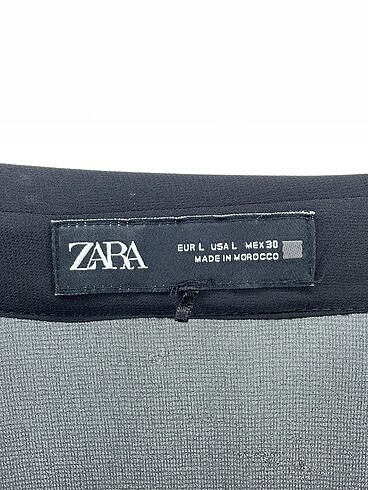 ZARA
EUR L USA L MEX 30
MADE IN MOROCCO